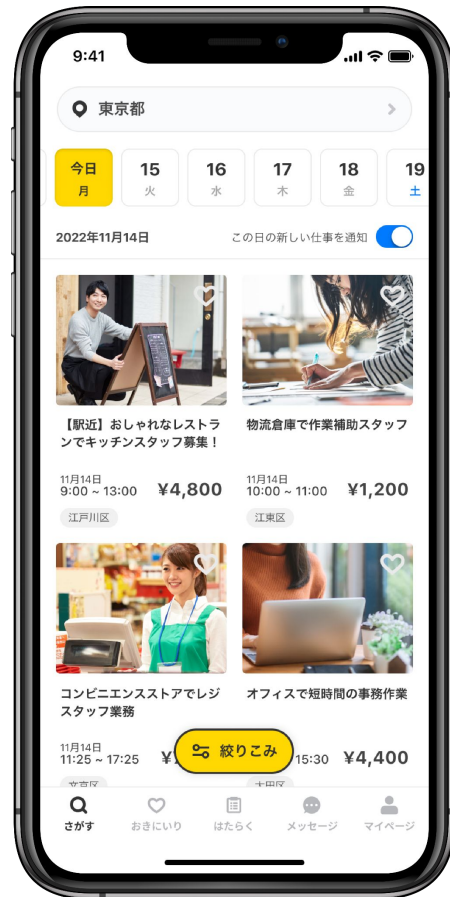 9:41
東京都
今日 15 16 17 18 19
月 火 水 木 金 土
2022年11月14日 この日の新しい仕事を通知
【駅近】おしゃれなレストラ
ンでキッチンスタッフ募集！
11月14日
9:00 ~ 13:00 ¥4,800
江戸川区
物流倉庫で作業補助スタッフ
11月14日
10:00 ~ 11:00 ¥1,200
江東区
コンビニエンスストアでレジ
スタッフ業務
11月14日
11:25 ~ 17:25 ¥
文京区
オフィスで短時間の事務作業
15:30 ¥4,400
大田区
絞りこみ
さがす おきにいり はたらく メッセージ マイページ